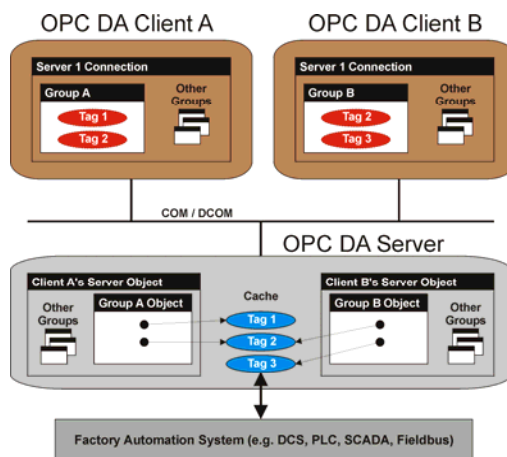 OPC DA Client A
OPC DA Client B
Server 1 Connection
Group A
Tag 1
Tag 2
Other
Groups
Server 1 Connection
Group B
Tag 2
Tag 3
Other
Groups
COM / DCOM
OPC DA Server
Client A's Server Object
Other
Groups
Group A Object
Cache
Tag 1
Tag 2
Tag 3
Client B's Server Object
Group B Object
Other
Groups
Factory Automation System (e.g. DCS, PLC, SCADA, Fieldbus)